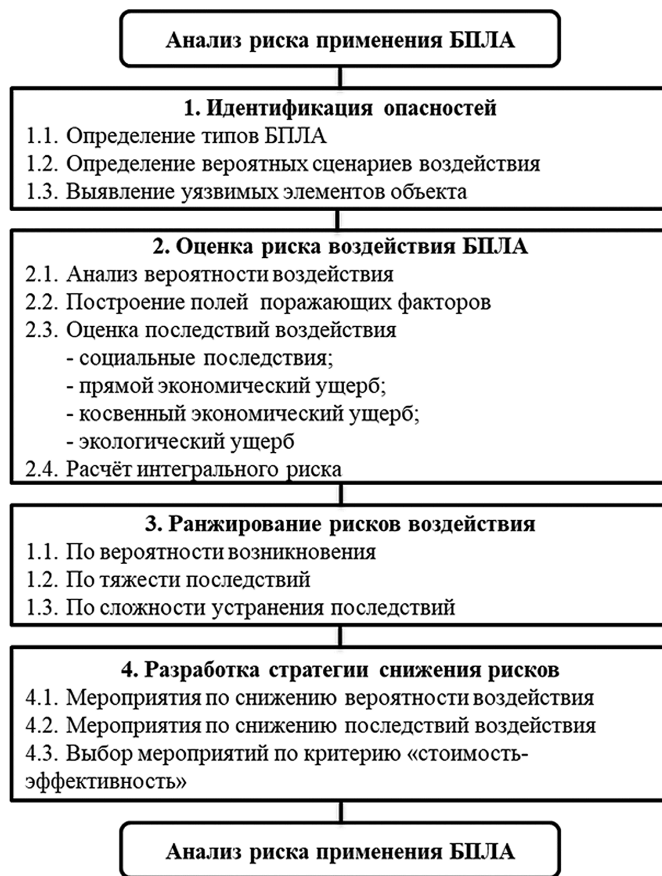 Анализ риска применения БПЛА
1. Идентификация опасностей
1.1. Определение типов БПЛА
1.2. Определение вероятных сценариев воздействия
1.3. Выявление уязвимых элементов объекта
2. Оценка риска воздействия БПЛА
2.1. Анализ вероятности воздействия
2.2. Построение полей поражающих факторов
2.3. Оценка последствий воздействия
- социальные последствия;
- прямой экономический ущерб;
- косвенный экономический ущерб;
- экологический ущерб
2.4. Расчёт интегрального риска
3. Ранжирование рисков воздействия
1.1. По вероятности возникновения
1.2. По тяжести последствий
1.3. По сложности устранения последствий
4. Разработка стратегии снижения рисков
4.1. Мероприятия по снижению вероятности воздействия
4.2. Мероприятия по снижению последствий воздействия
4.3. Выбор мероприятий по критерию «стоимость-
эффективность»
Анализ риска применения БПЛА